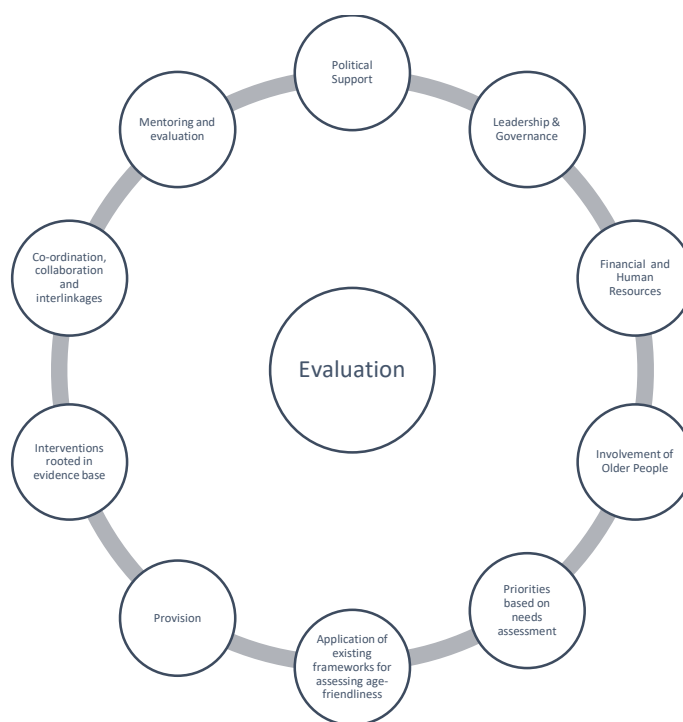 Political
Support
Leadership &
Governance
Financial and
Human
Resources
Involvement of
Older People
Priorities
based on
needs
assessment
Application of
existing
frameworks for
assessing age-
friendliness
Provision
Interventions
rooted in
evidence base
Co-ordination,
collaboration
and
interlinkages
Mentoring and
evaluation
Evaluation